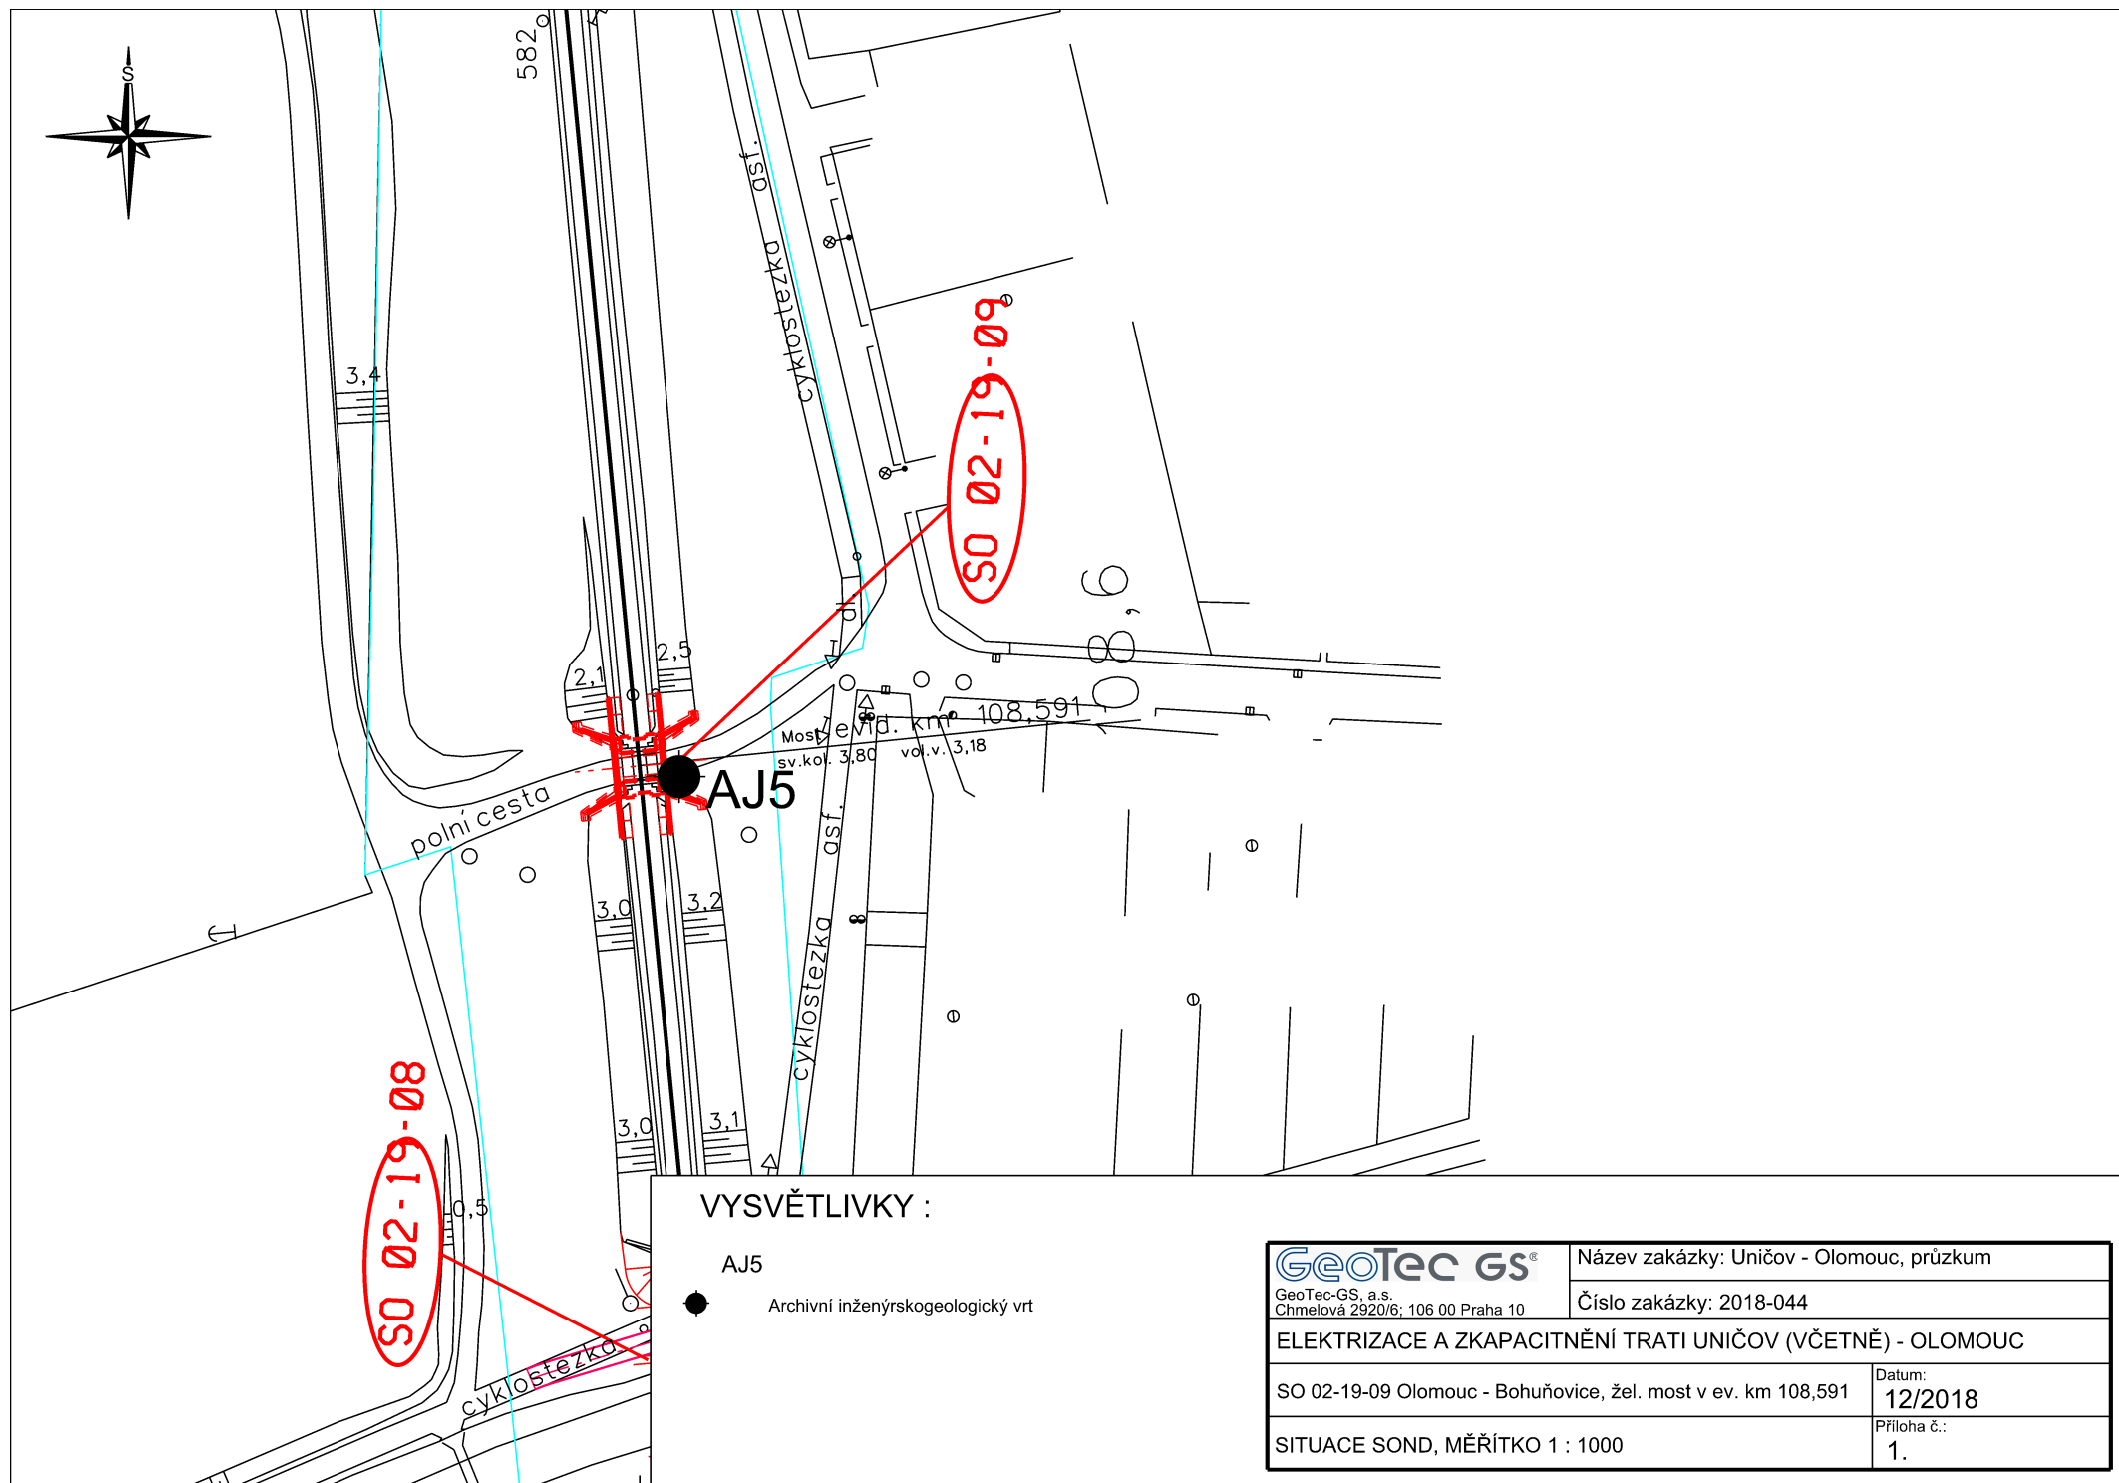 S
582
cyklostezka asf.
3,4
SO 02-19-09
108,6
dl.
2,5
2,1
Most evid. km 108,591
sv.kol. 3,80 vol.v. 3,18
AJ5
polní cesta
cyklostezka asf.
3,0
3,2
3,0
3,1
SO 02-19-08
0,5
cyklostezka
VYSVĚTLIVKY :
AJ5
Archivní inženýrskogeologický vrt
GeoTec GS®
GeoTec-GS, a.s.
Chmelová 2920/6; 106 00 Praha 10
Název zakázky: Uničov - Olomouc, průzkum
Číslo zakázky: 2018-044
ELEKTRIZACE A ZKAPACITNĚNÍ TRATI UNIČOV (VČETNĚ) - OLOMOUC
SO 02-19-09 Olomouc - Bohuňovice, žel. most v ev. km 108,591
Datum:
12/2018
SITUACE SOND, MĚŘÍTKO 1 : 1000
Příloha č.:
1.